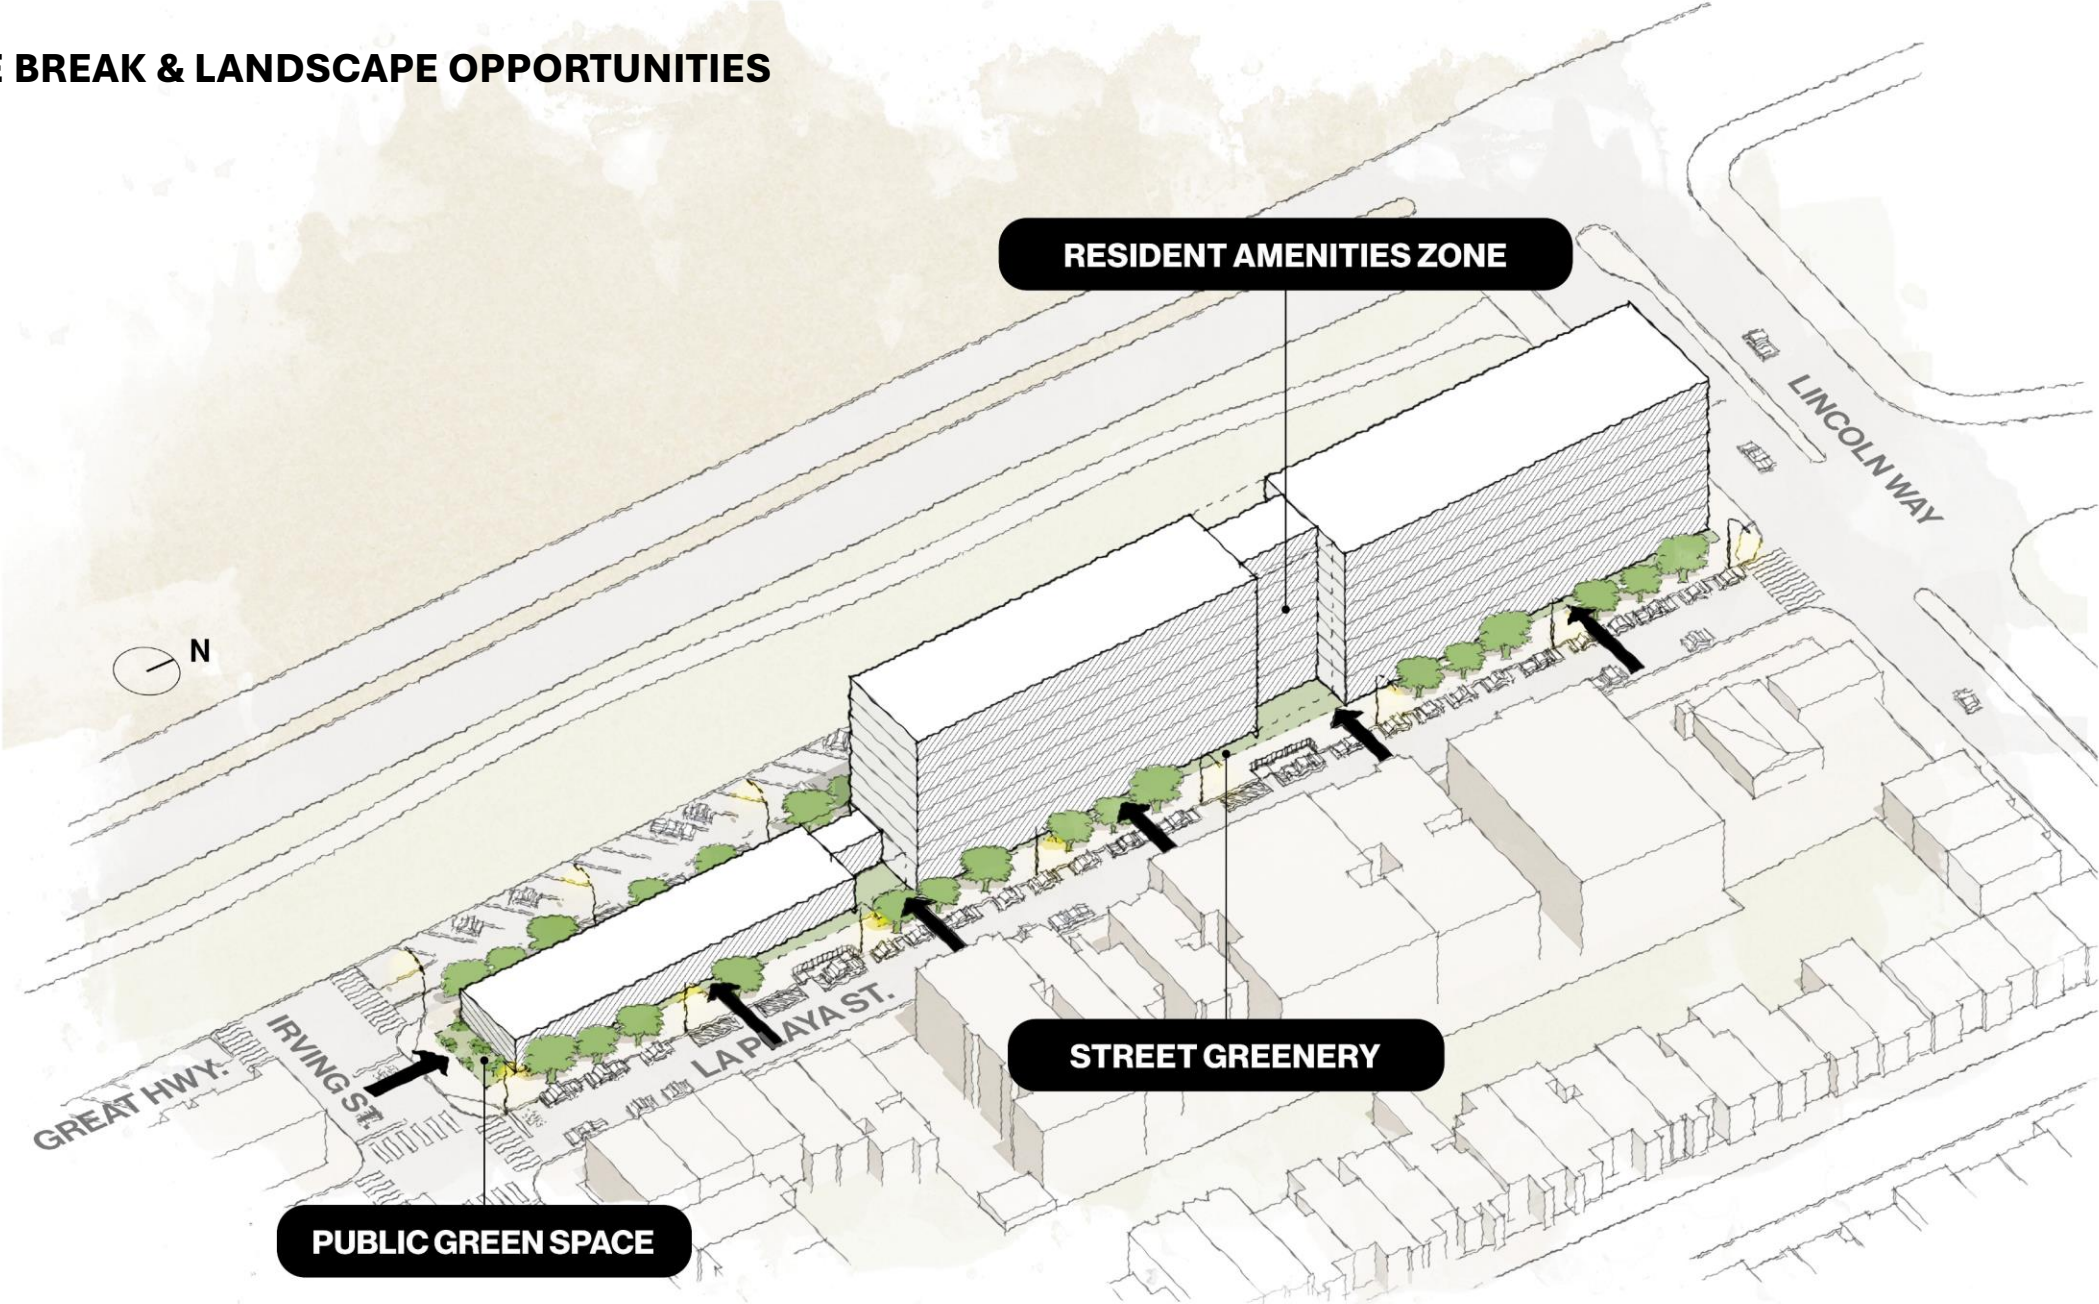 E BREAK & LANDSCAPE OPPORTUNITIES
RESIDENT AMENITIES ZONE
LINCOLN WAY
N
LA PLAYA ST.
IRVING ST.
GREAT HWY.
STREET GREENERY
PUBLIC GREEN SPACE